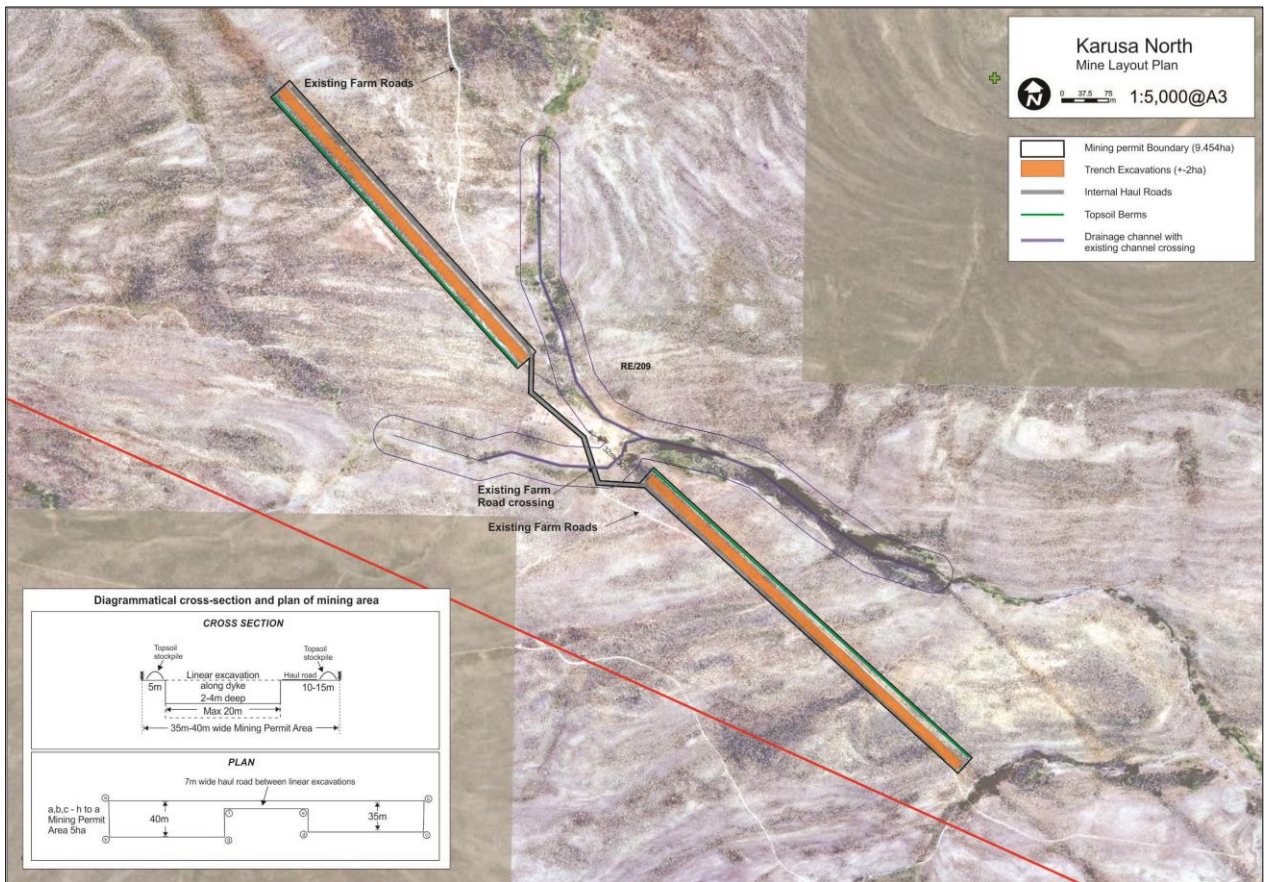 Karusa North
Mine Layout Plan
N
0 37.5 75
m
1:5,000@A3
Mining permit Boundary (9.454ha)
Trench Excavations (+-2ha)
Internal Haul Roads
Topsoil Berms
Drainage channel with
existing channel crossing
Existing Farm Roads
RE/209
32m
Existing Farm
Road crossing
Existing Farm Roads
Diagrammatical cross-section and plan of mining area
CROSS SECTION
Topsoil
stockpile
Topsoil
stockpile
Linear excavation
Haul road
5m
along dyke
10-15m
2-4m deep
Max 20m
35m-40m wide Mining Permit Area
PLAN
7m wide haul road between linear excavations
a
b
a,b,c - h to a
Mining Permit
Area 5ha
40m
f
e
35m
h
g
d
c